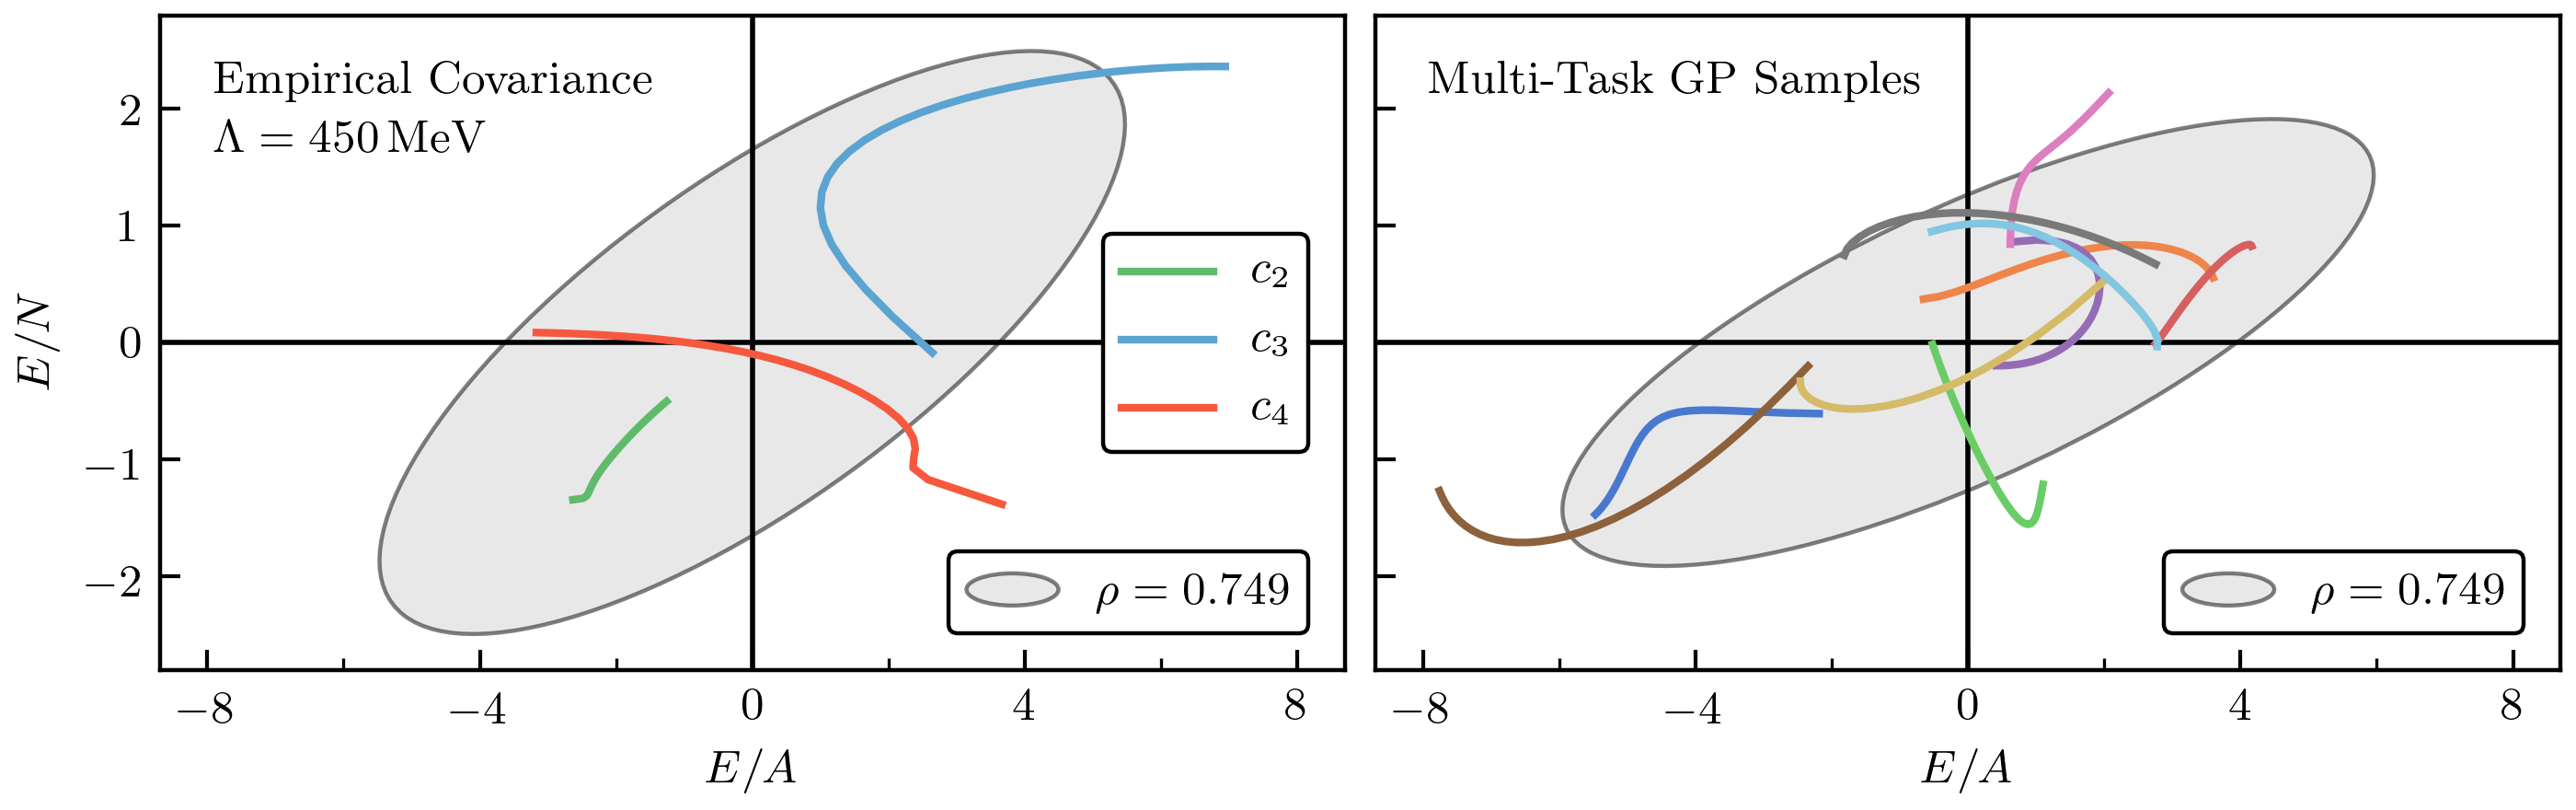 Empirical Covariance
Λ = 450 MeV
E/N
2
1
0
−1
−2
c₂
c₃
c₄
ρ = 0.749
−8
−4
0
4
8
E/A
Multi-Task GP Samples
ρ = 0.749
−8
−4
0
4
8
E/A